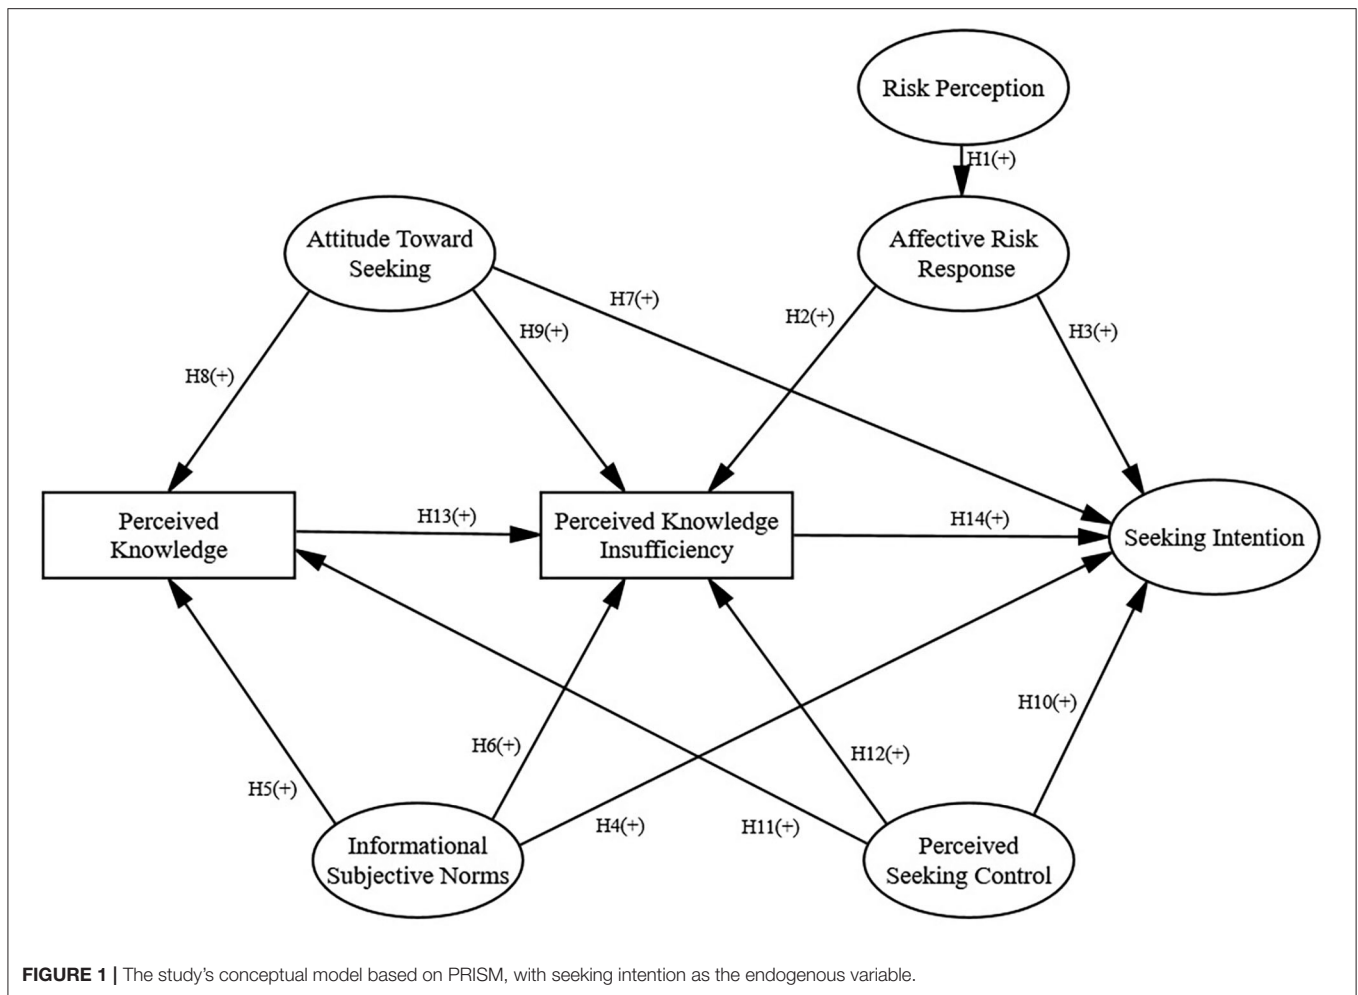 Risk Perception
H1(+)
Attitude Toward
Seeking
Affective Risk
Response
H7(+)
H2(+)
H9(+)
H3(+)
H8(+)
Perceived
Knowledge
H13(+)
Perceived Knowledge
Insufficiency
H14(+)
Seeking Intention
H10(+)
H6(+)
H12(+)
H5(+)
H4(+)
H11(+)
Informational
Subjective Norms
Perceived
Seeking Control
FIGURE 1 | The study's conceptual model based on PRISM, with seeking intention as the endogenous variable.